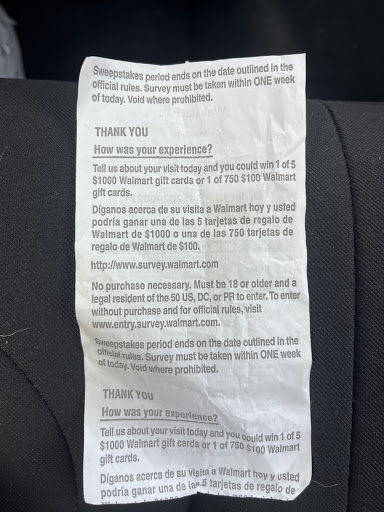 Sweepstakes period ends on the date outlined in the
official rules. Survey must be taken within ONE week
of today. Void where prohibited.
THANK YOU
How was your experience?
Tell us about your visit today and you could win 1 of 5
$1000 Walmart gift cards or 1 of 750 $100 Walmart
gift cards.
Díganos acerca de su visita a Walmart hoy y usted
podría ganar una de las 5 tarjetas de regalo de
Walmart de $1000 o una de las 750 tarjetas de
regalo de Walmart de $100.
http://www.survey.walmart.com
No purchase necessary. Must be 18 or older and a
legal resident of the 50 US, DC, or PR to enter. To enter
without purchase and for official rules, visit
www.entry.survey.walmart.com.
Sweepstakes period ends on the date outlined in the
official rules. Survey must be taken within ONE week
of today. Void where prohibited.
THANK YOU
How was your experience?
Tell us about your visit today and you could win 1 of 5
$1000 Walmart gift cards or 1 of 750 $100 Walmart
gift cards.
Díganos acerca de su visita a Walmart hoy y usted
podría ganar una de las 5 tarjetas de regalo de